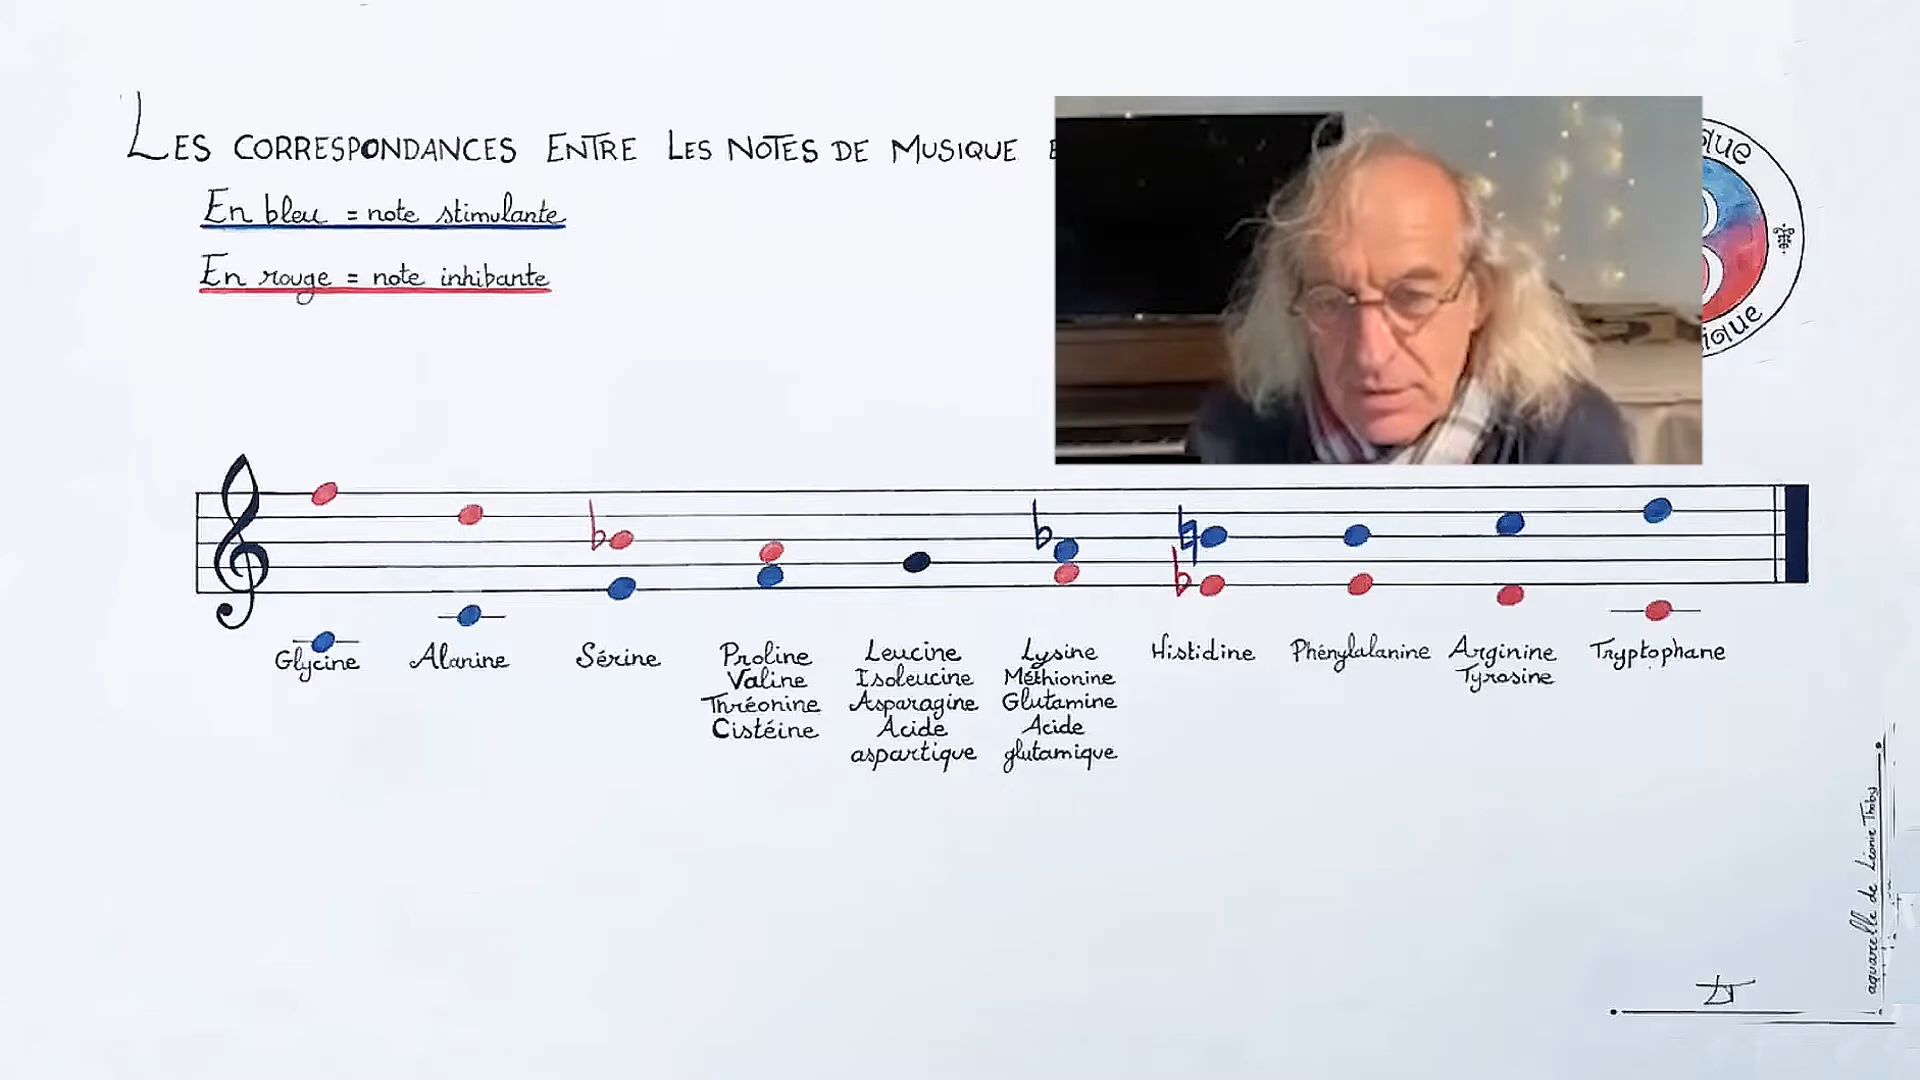 LES CORRESPONDANCES ENTRE LES NOTES DE MUSIQUE
En bleu = note stimulante
En rouge = note inhibante
Glycine
Alanine
Sérine
Proline
Valine
Thréonine
Cistéine
Leucine
Isoleucine
Asparagine
Acide
aspartique
Lysine
Méthionine
Glutamine
Acide
glutamique
Histidine
Phénylalanine
Arginine
Tyrosine
Tryptophane
aquarelle de Léonie Thoby